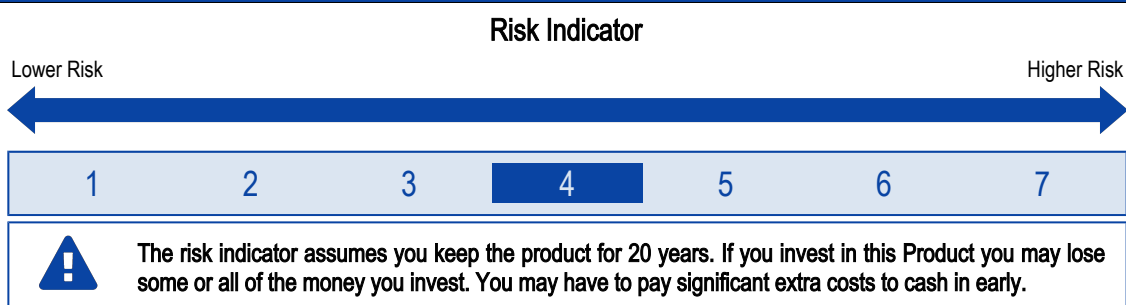 Risk Indicator
Lower Risk Higher Risk
1 2 3 4 5 6 7
The risk indicator assumes you keep the product for 20 years. If you invest in this Product you may lose
some or all of the money you invest. You may have to pay significant extra costs to cash in early.